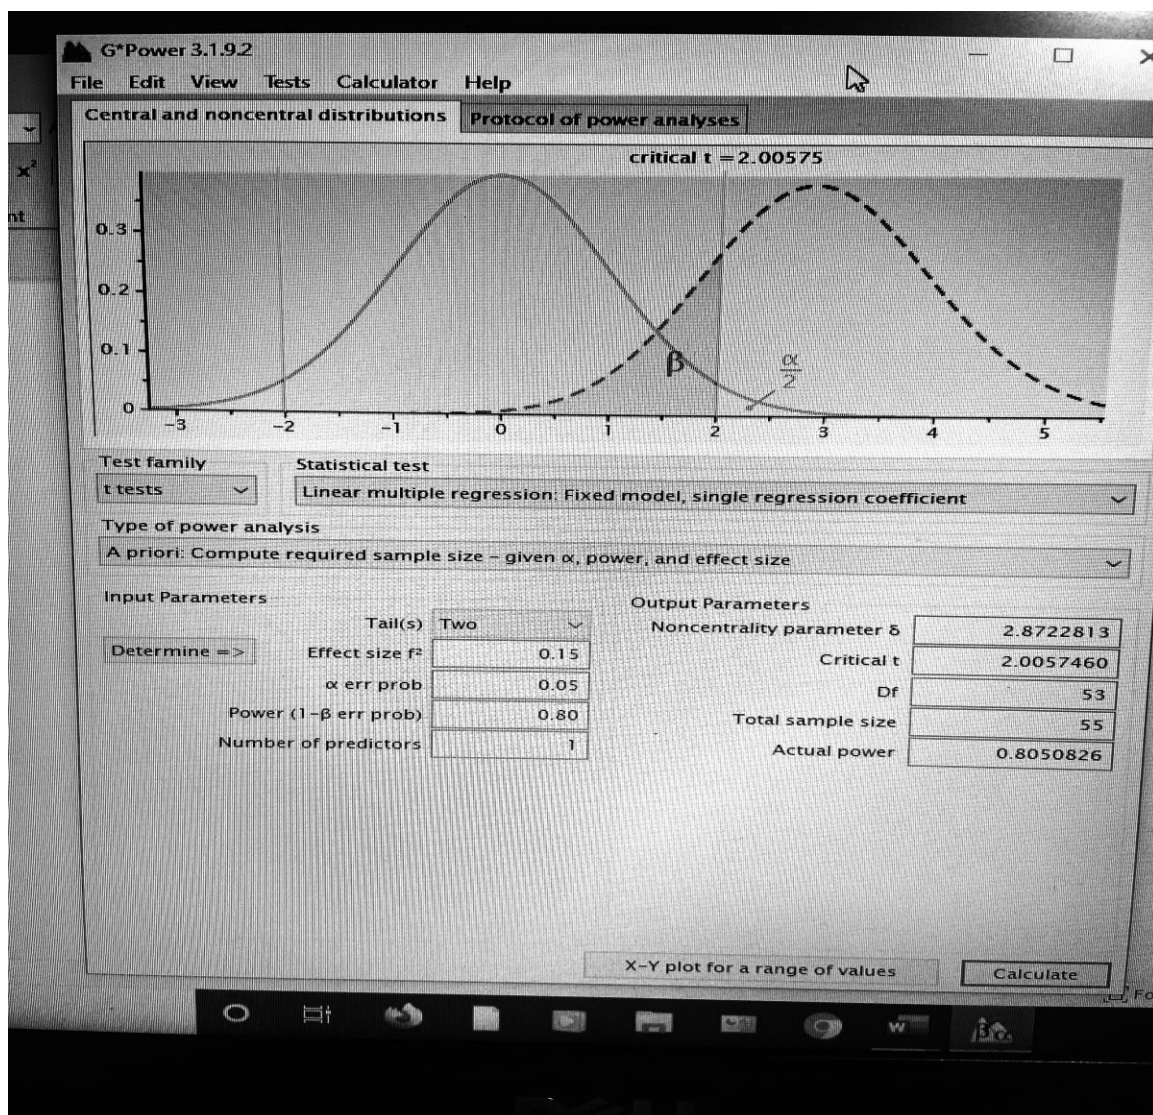 G*Power 3.1.9.2
File Edit View Tests Calculator Help
Central and noncentral distributions Protocol of power analyses
critical t = 2.00575
x²
nt
0.3
0.2
0.1
0
β
α
2
-3 -2 -1 0 1 2 3 4 5
Test family Statistical test
t tests Linear multiple regression: Fixed model, single regression coefficient
Type of power analysis
A priori: Compute required sample size – given α, power, and effect size
Input Parameters Output Parameters
Tail(s) Two Noncentrality parameter δ 2.8722813
Determine => Effect size f² 0.15 Critical t 2.0057460
α err prob 0.05 Df 53
Power (1-β err prob) 0.80 Total sample size 55
Number of predictors 1 Actual power 0.8050826
X-Y plot for a range of values Calculate
Fo
W
βα